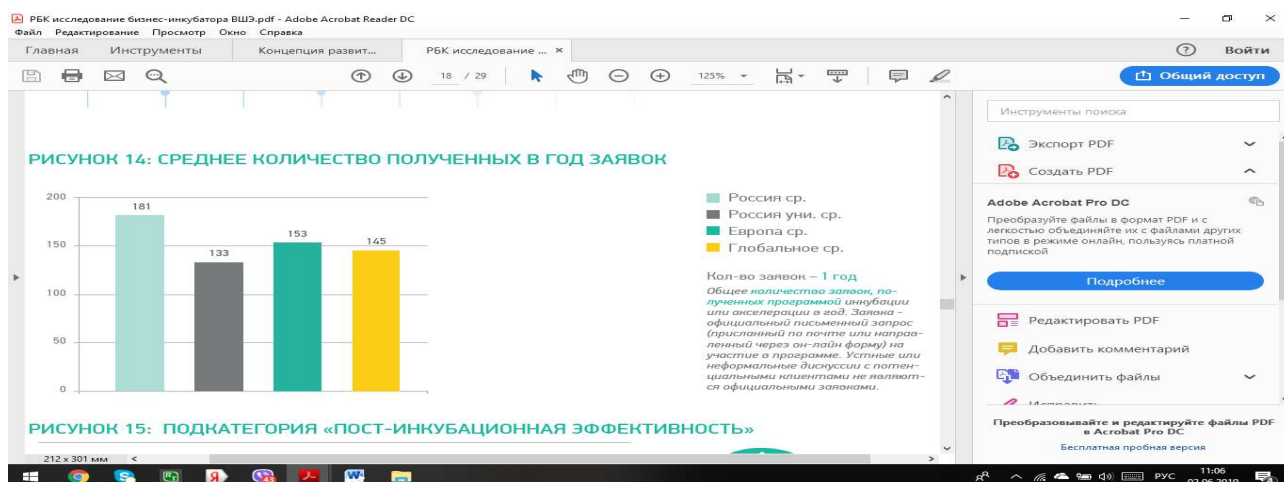 РБК исследование бизнес-инкубатора ВШЭ.pdf - Adobe Acrobat Reader DC
Файл Редактирование Просмотр Окно Справка
Главная Инструменты Концепция развит... РБК исследование ... × Войти
18 / 29 125% Общий доступ
РИСУНОК 14: СРЕДНЕЕ КОЛИЧЕСТВО ПОЛУЧЕННЫХ В ГОД ЗАЯВОК
200
150
100
50
0
181
133
153
145
Россия ср.
Россия уни. ср.
Европа ср.
Глобальное ср.
Кол-во заявок – 1 год
Общее количество заявок, по-
лученных программой инкубации
или акселерации в год. Заявка –
официальный письменный запрос
(присланный по почте или направ-
ленный через он-лайн форму) на
участие в программе. Устные или
неформальные дискуссии с потен-
циальными клиентами не являют-
ся официальными заявками.
РИСУНОК 15: ПОДКАТЕГОРИЯ «ПОСТ-ИНКУБАЦИОННАЯ ЭФФЕКТИВНОСТЬ»
212 x 301 мм
Инструменты поиска
Экспорт PDF
Создать PDF
Adobe Acrobat Pro DC
Преобразуйте файлы в формат PDF и с
легкостью объединяйте их с файлами других
типов в режиме онлайн, пользуясь платной
подпиской
Подробнее
Редактировать PDF
Добавить комментарий
Объединить файлы
Преобразовывайте и редактируйте файлы PDF
в Acrobat Pro DC
Бесплатная пробная версия
РУС
11:06